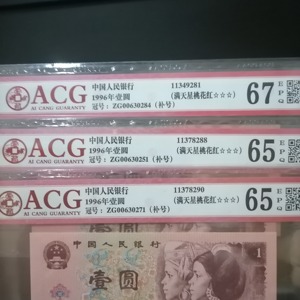 ACG
AI CANG GUARANTY
中国人民银行
1996年壹圆
冠号：ZG00630284（补号）
11349281
（满天星桃花红☆☆☆）
67
EPQ
ACG
AI CANG GUARANTY
中国人民银行
1996年壹圆
冠号：ZG00630251（补号）
11378288
（满天星桃花红☆☆☆）
65
EPQ
ACG
AI CANG GUARANTY
中国人民银行
1996年壹圆
冠号：ZG00630271（补号）
11378290
（满天星桃花红☆☆☆）
65
EPQ
中国人民银行
壹圆
1